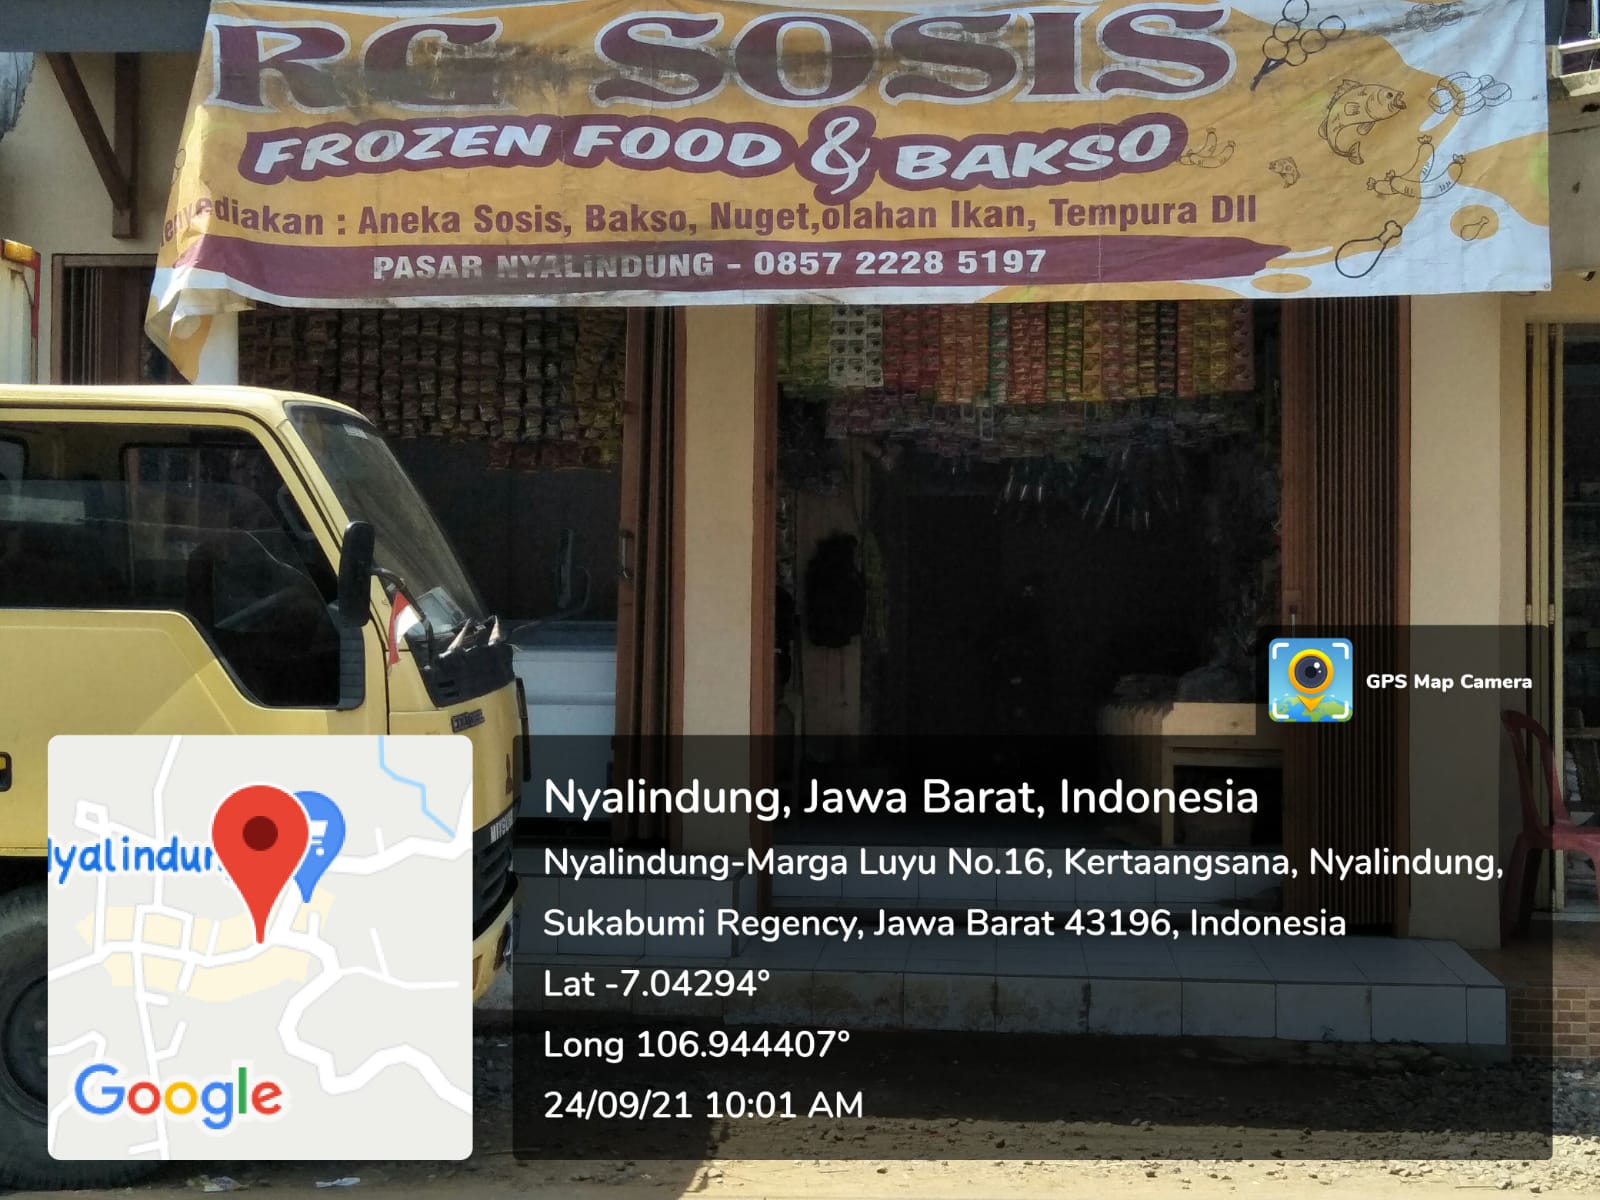 RG SOSIS
FROZEN FOOD & BAKSO
Menyediakan : Aneka Sosis, Bakso, Nuget,olahan Ikan, Tempura Dll
PASAR NYALINDUNG - 0857 2228 5197
GPS Map Camera
Nyalindung, Jawa Barat, Indonesia
Nyalindung-Marga Luyu No.16, Kertaangsana, Nyalindung,
Sukabumi Regency, Jawa Barat 43196, Indonesia
Lat -7.04294°
Long 106.944407°
24/09/21 10:01 AM
Google